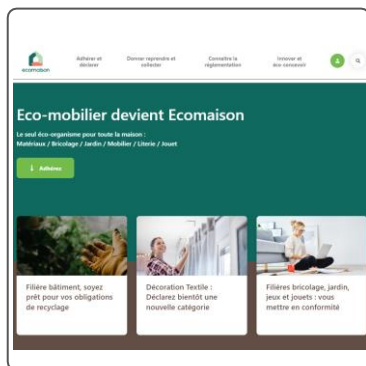 ecomaison
Adhérer et
déclarer
Donner reprendre et
collecter
Connaître la
réglementation
Innover et
éco concevoir
Eco-mobilier devient Ecomaison
Le seul éco-organisme pour toute la maison :
Matériaux / Bricolage / Jardin / Mobilier / Literie / Jouet
Adhérez
Filière bâtiment, soyez
prêt pour vos obligations
de recyclage
Décoration Textile :
Déclarez bientôt une
nouvelle catégorie
Filières bricolage, jardin,
jeux et jouets : vous
mettre en conformité